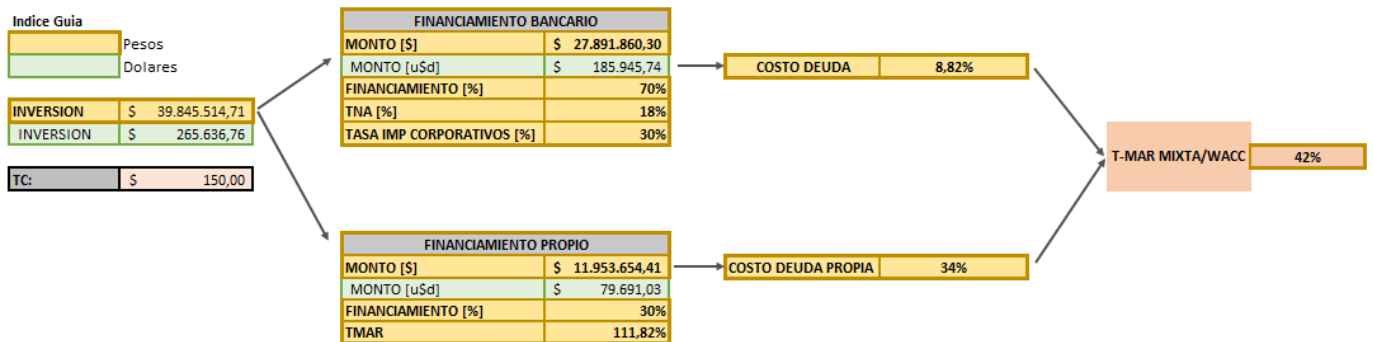 Indice Guia
Pesos
Dolares
INVERSION $ 39.845.514,71
INVERSION $ 265.636,76
TC: $ 150,00
FINANCIAMIENTO BANCARIO
MONTO [$] $ 27.891.860,30
MONTO [u$d] $ 185.945,74
FINANCIAMIENTO [%] 70%
TNA [%] 18%
TASA IMP CORPORATIVOS [%] 30%
COSTO DEUDA 8,82%
FINANCIAMIENTO PROPIO
MONTO [$] $ 11.953.654,41
MONTO [u$d] $ 79.691,03
FINANCIAMIENTO [%] 30%
TMAR 111,82%
COSTO DEUDA PROPIA 34%
T-MAR MIXTA/WACC 42%